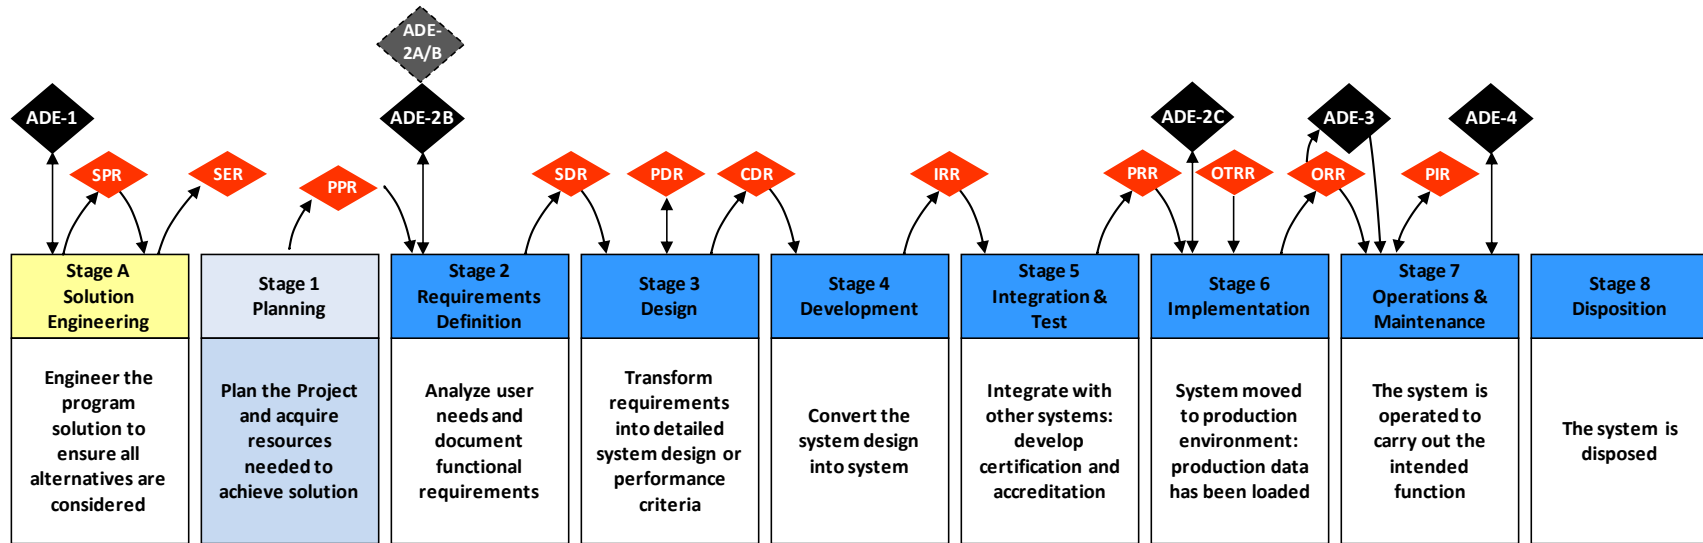 ADE-
2A/B
ADE-1
ADE-2B
ADE-2C
ADE-3
ADE-4
SPR
SER
PPR
SDR
PDR
CDR
IRR
PRR
OTRR
ORR
PIR
Stage A
Solution
Engineering
Engineer the
program
solution to
ensure all
alternatives are
considered
Stage 1
Planning
Plan the Project
and acquire
resources
needed to
achieve solution
Stage 2
Requirements
Definition
Analyze user
needs and
document
functional
requirements
Stage 3
Design
Transform
requirements
into detailed
system design or
performance
criteria
Stage 4
Development
Convert the
system design
into system
Stage 5
Integration &
Test
Integrate with
other systems:
develop
certification and
accreditation
Stage 6
Implementation
System moved
to production
environment:
production data
has been loaded
Stage 7
Operations &
Maintenance
The system is
operated to
carry out the
intended
function
Stage 8
Disposition
The system is
disposed